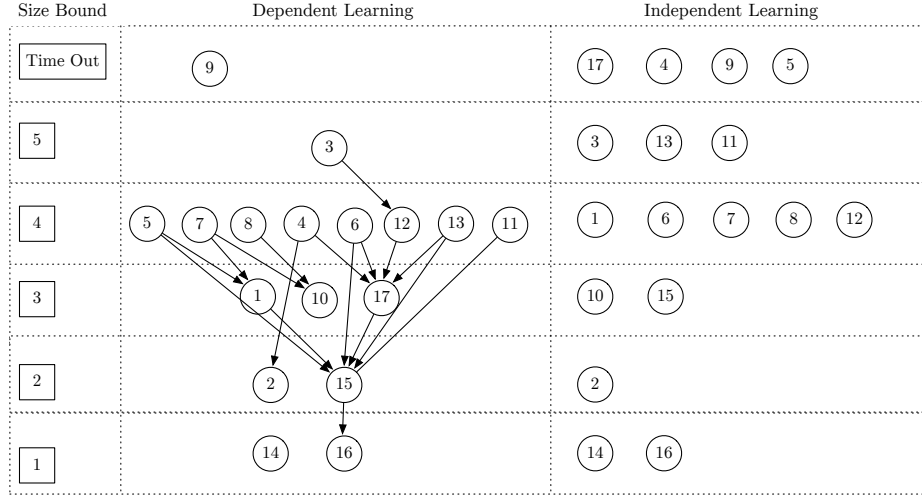 Size Bound Dependent Learning Independent Learning
Time Out 9 17 4 9 5
5 3 3 13 11
4 5 7 8 4 6 12 13 11 1 6 7 8 12
3 1 10 17 10 15
2 2 15 2
1 14 16 14 16